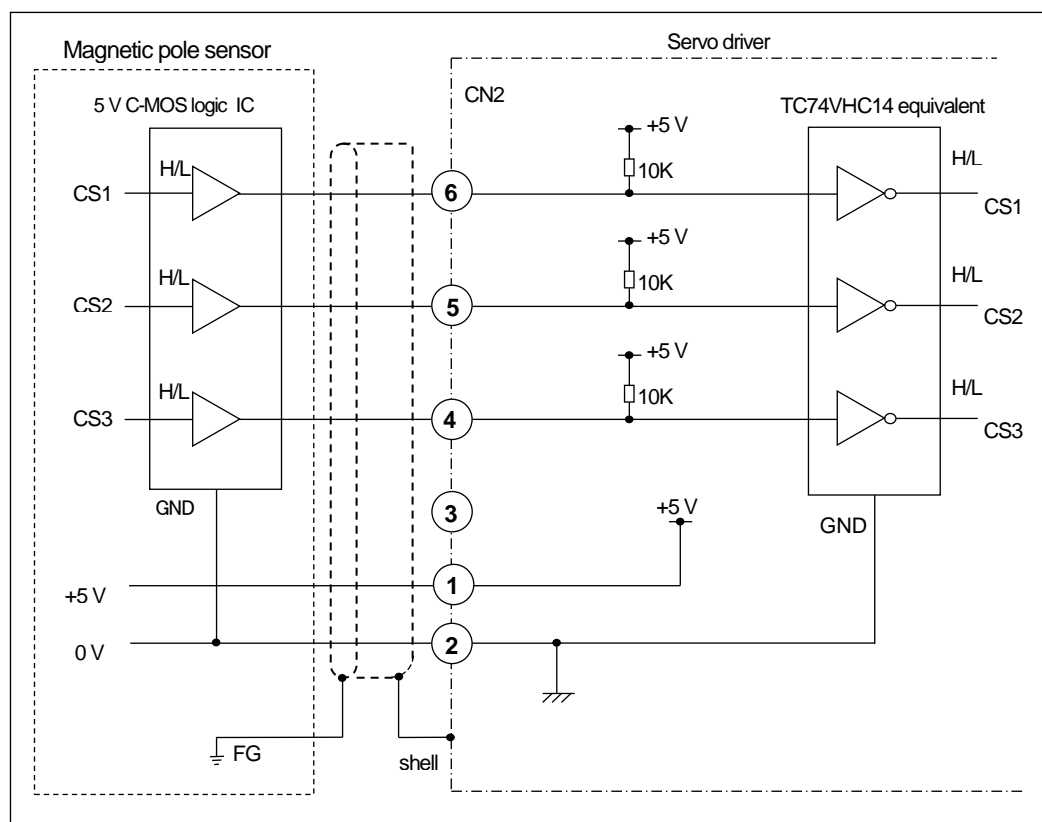 Magnetic pole sensor
Servo driver
5 V C-MOS logic IC
CN2
TC74VHC14 equivalent
+5 V
10K
H/L
CS1
6
H/L
CS1
+5 V
10K
H/L
CS2
5
H/L
CS2
+5 V
10K
H/L
CS3
4
H/L
CS3
GND
3
+5 V
GND
+5 V
1
0 V
2
FG
shell